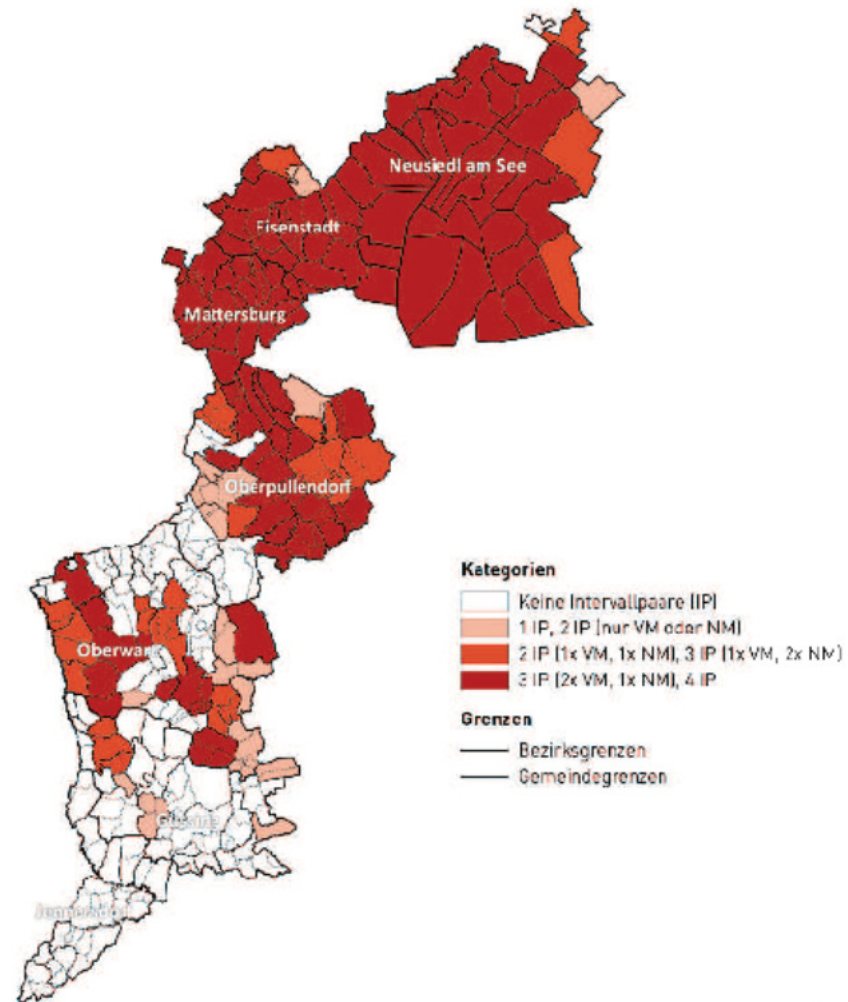 Neusiedl am See
Eisenstadt
Mattersburg
Oberpullendorf
Kategorien
Keine Intervallpaare (IP)
1 IP, 2 IP (nur VM oder NM)
2 IP (1x VM, 1x NM), 3 IP (1x VM, 2x NM)
3 IP (2x VM, 1x NM), 4 IP
Oberwart
Grenzen
Bezirksgrenzen
Gemeindegrenzen